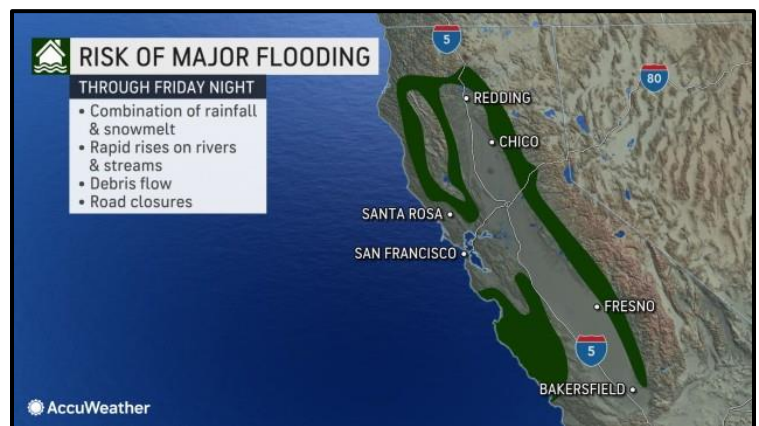 RISK OF MAJOR FLOODING
THROUGH FRIDAY NIGHT
• Combination of rainfall
& snowmelt
• Rapid rises on rivers
& streams
• Debris flow
• Road closures
5
80
REDDING
CHICO
SANTA ROSA
SAN FRANCISCO
FRESNO
5
BAKERSFIELD
AccuWeather